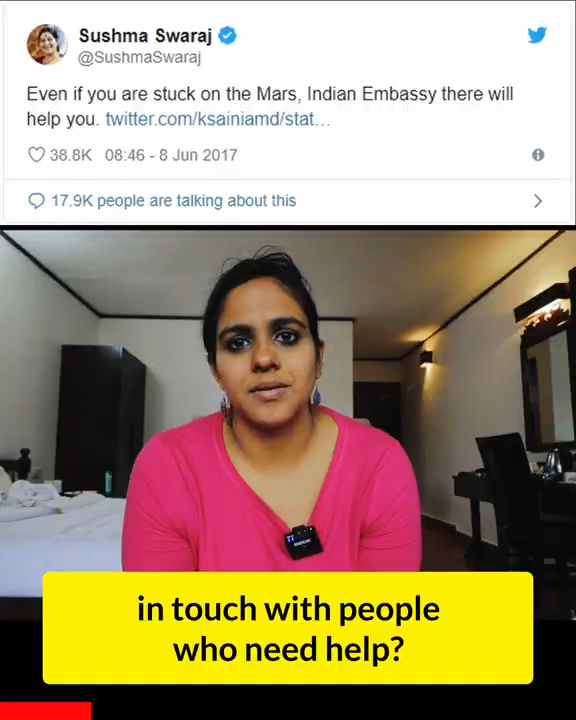 Sushma Swaraj
@SushmaSwaraj
Even if you are stuck on the Mars, Indian Embassy there will
help you. twitter.com/ksainiamd/stat...
38.8K 08:46 - 8 Jun 2017
17.9K people are talking about this
in touch with people
who need help?